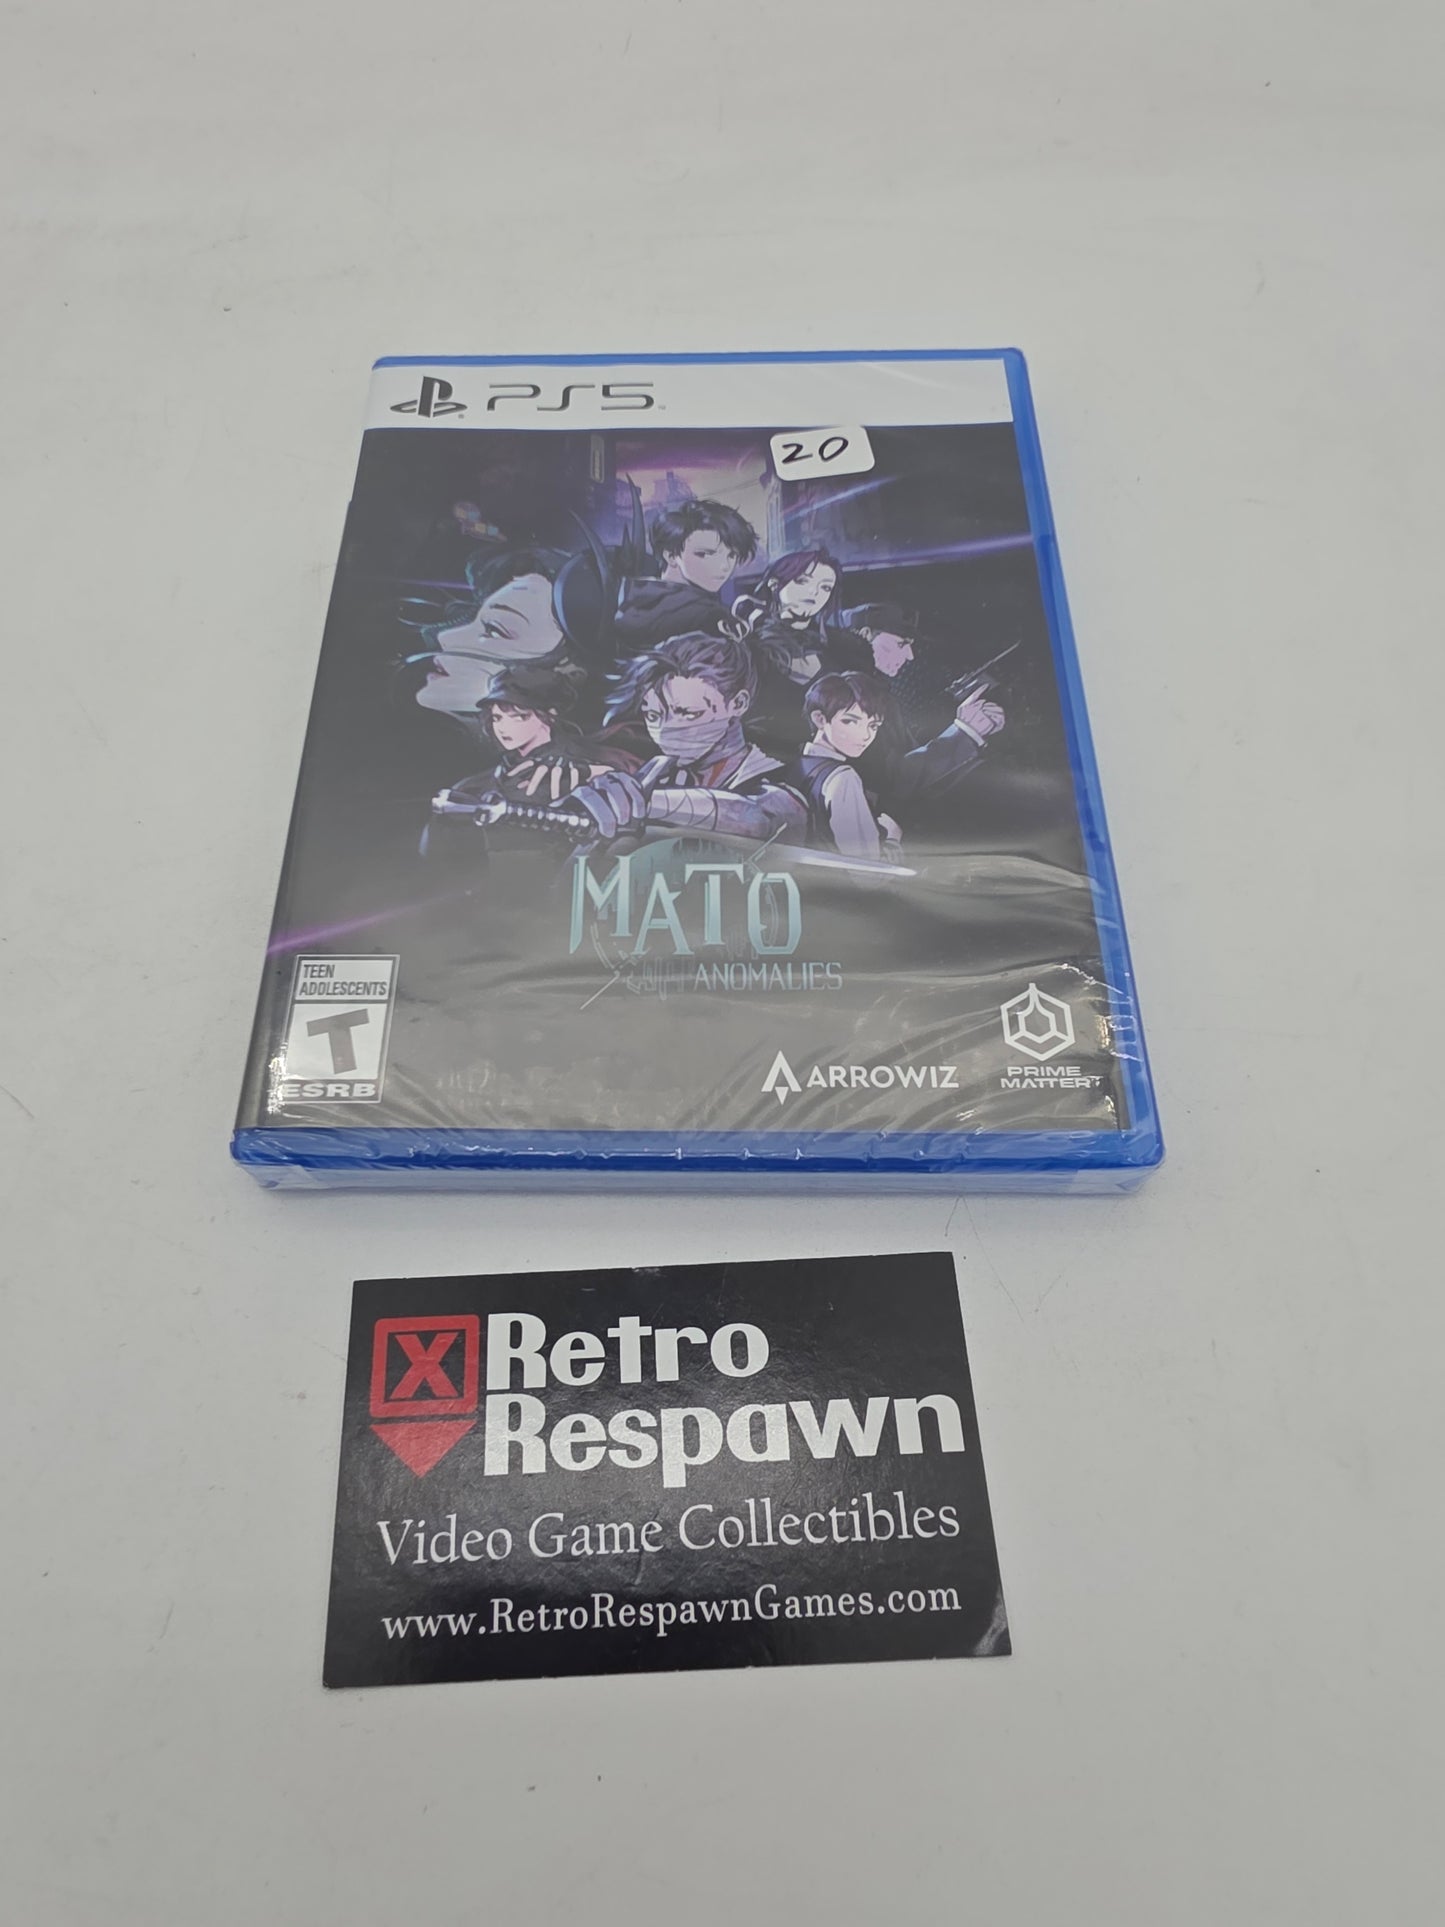 PS5
20
MATO
ANOMALIES
TEEN
ADOLESCENTS
T
ESRB
ARROWIZ
PRIME
MATTER
X
Retro
Respawn
Video Game Collectibles
www.RetroRespawnGames.com